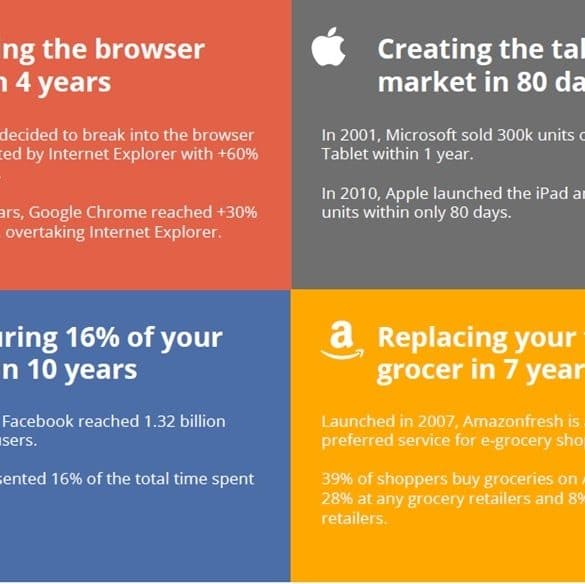 ing the browser
n 4 years
decided to break into the browser
ted by Internet Explorer with +60%
.
ars, Google Chrome reached +30%
, overtaking Internet Explorer.
Creating the ta
market in 80 da
In 2001, Microsoft sold 300k units o
Tablet within 1 year.
In 2010, Apple launched the iPad a
units within only 80 days.
uring 16% of your
n 10 years
Facebook reached 1.32 billion
users.
sented 16% of the total time spent
a
Replacing your
grocer in 7 year
Launched in 2007, Amazonfresh is
preferred service for e-grocery sho
39% of shoppers buy groceries on A
28% at any grocery retailers and 8%
retailers.